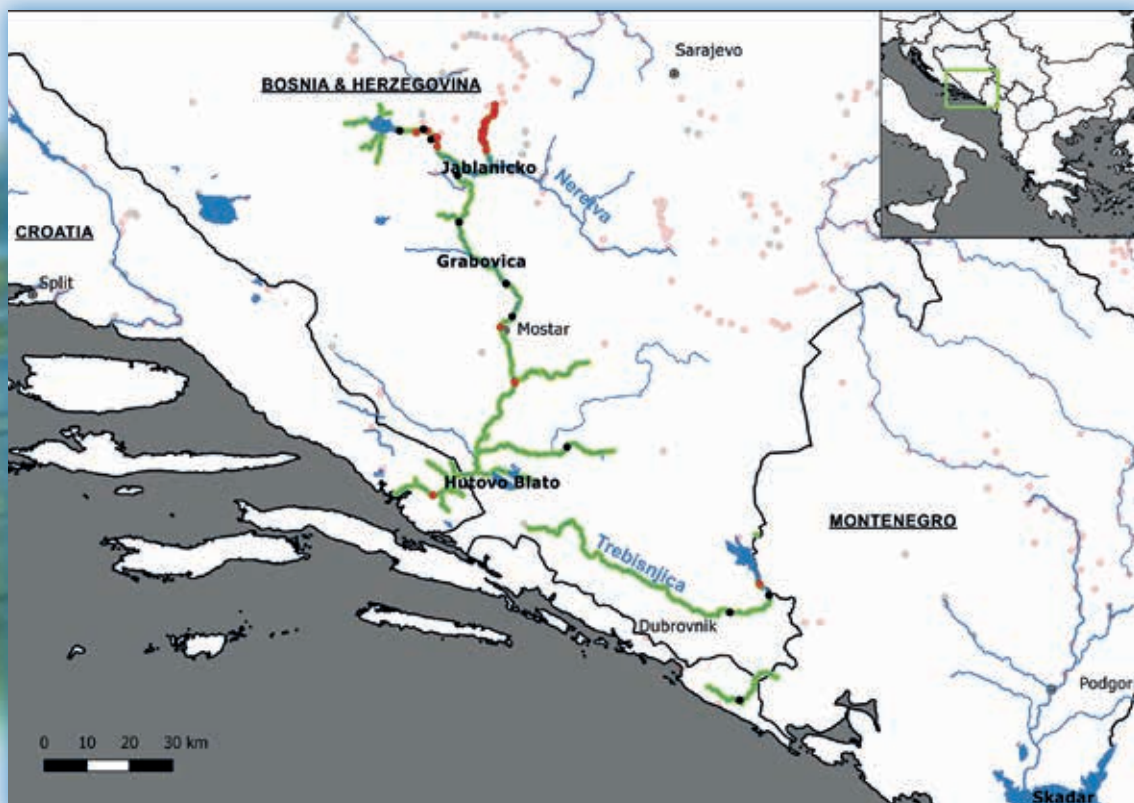 Sarajevo
BOSNIA & HERZEGOVINA
Jablanicko
Neretva
CROATIA
Grabovica
Split
Mostar
Hutovo Blato
MONTENEGRO
Trebisnjica
Dubrovnik
Podgor
0 10 20 30 km
Skadar